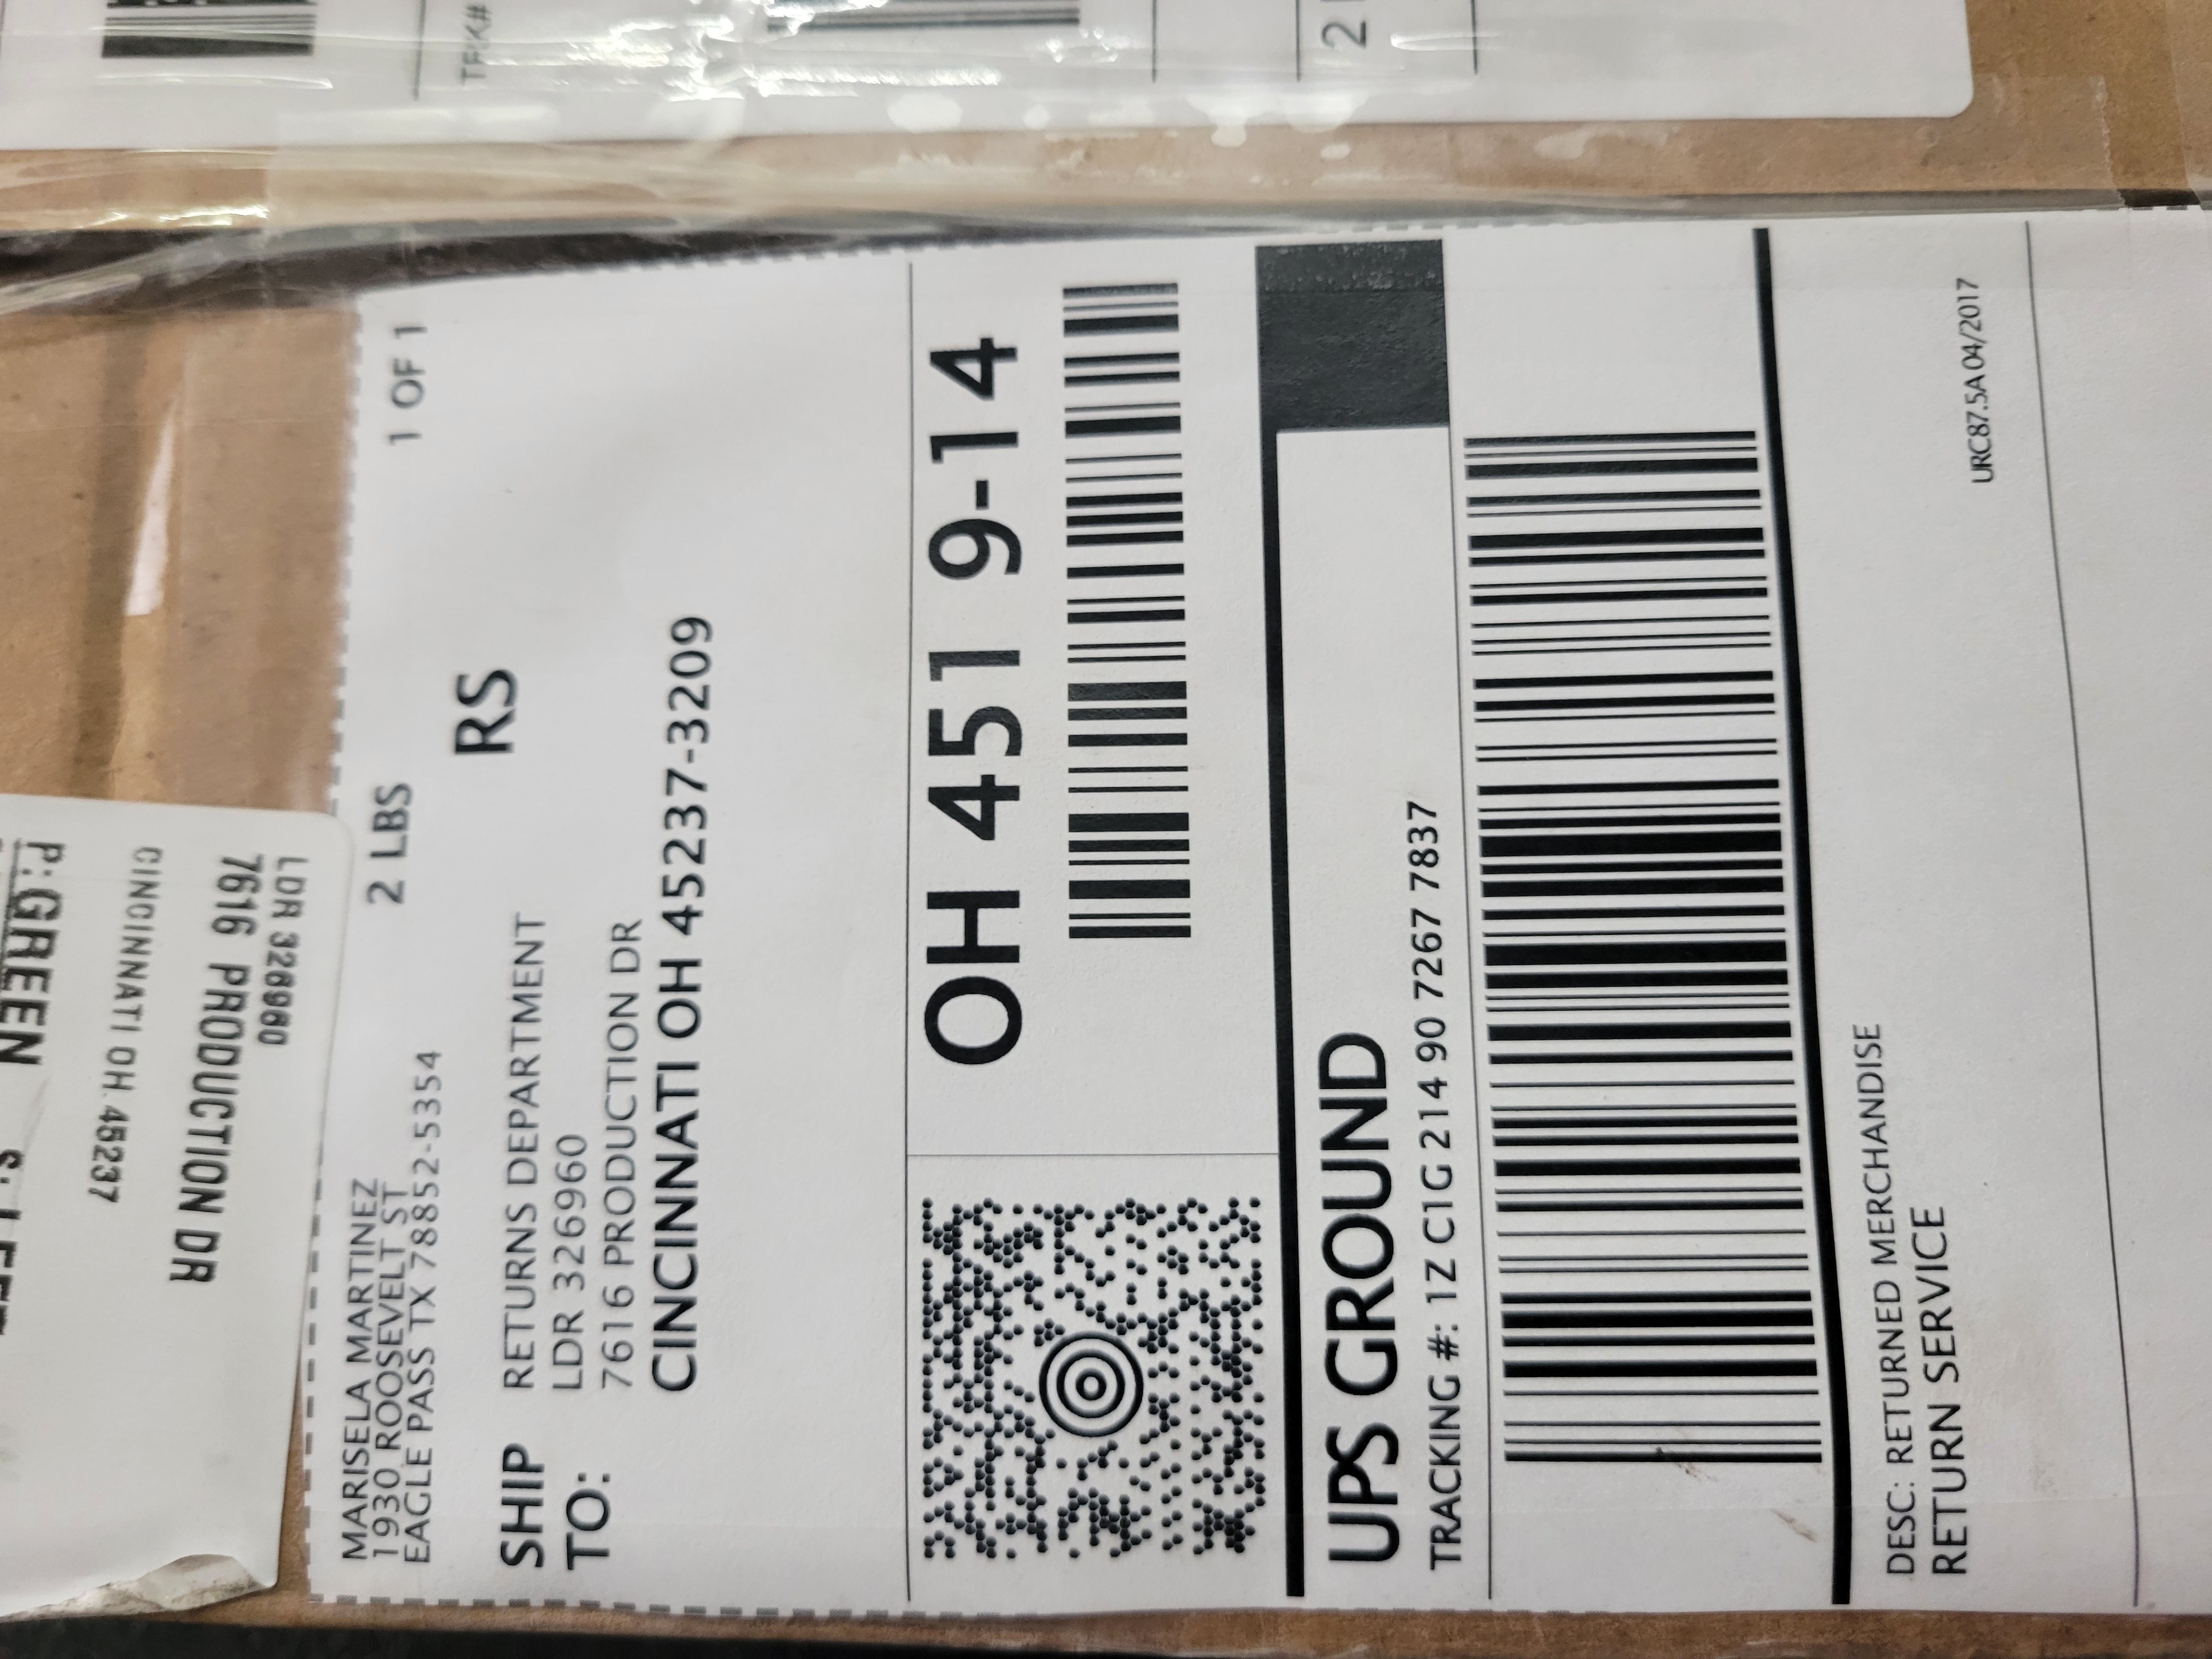 MARISELA MARTINEZ
1930 ROOSEVELT ST
EAGLE PASS TX 78852-5354
2 LBS
1 OF 1
RS
SHIP TO:
RETURNS DEPARTMENT
LDR 326960
7616 PRODUCTION DR
CINCINNATI OH 45237-3209
OH 451 9-14
UPS GROUND
TRACKING #: 1Z C1G 214 90 7267 7837
DESC: RETURNED MERCHANDISE
RETURN SERVICE
URC87.5A 04/2017
LDR 326960
7616 PRODUCTION DR
CINCINNATI OH 45237
P: GREEN
TRK#
2